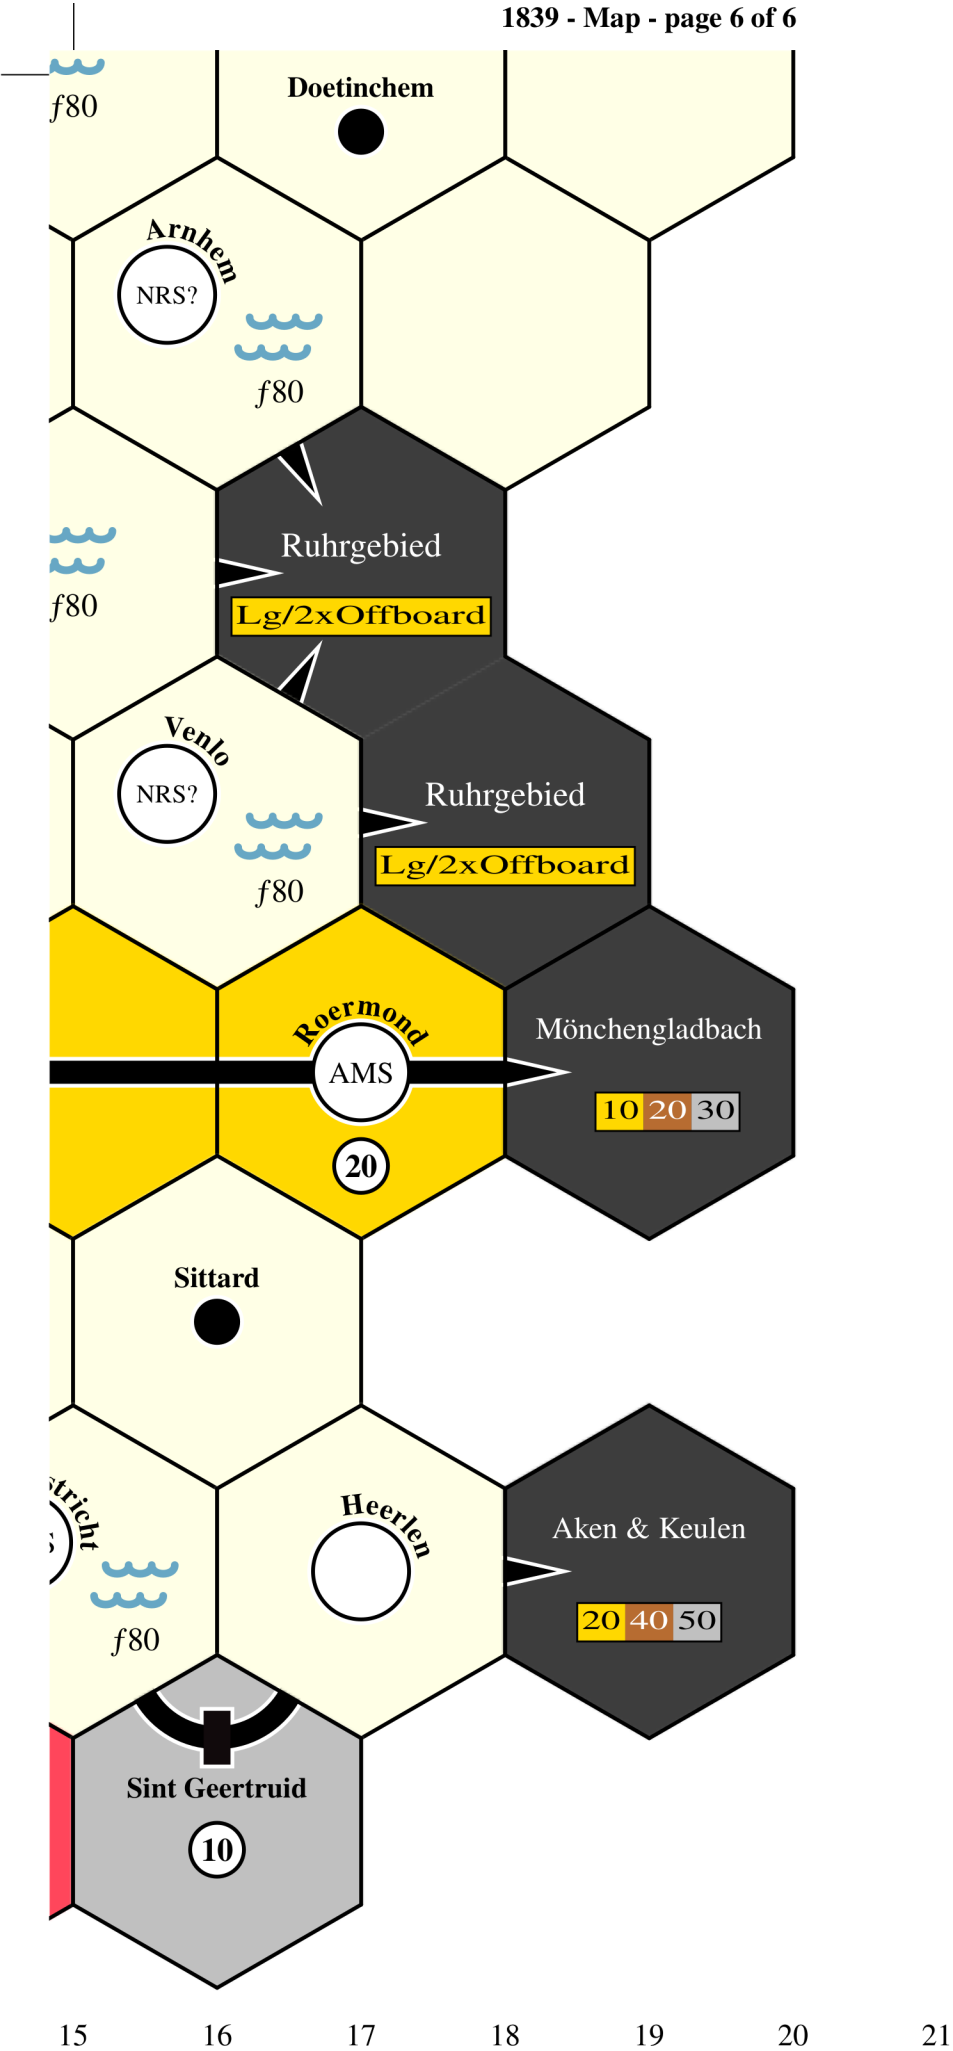 1839 - Map - page 6 of 6
ƒ80
Doetinchem
Arnhem
NRS?
ƒ80
Ruhrgebied
Lg/2xOffboard
ƒ80
Venlo
NRS?
ƒ80
Ruhrgebied
Lg/2xOffboard
Roermond
AMS
20
Mönchengladbach
10 20 30
Sittard
stricht
S
ƒ80
Heerlen
Aken & Keulen
20 40 50
Sint Geertruid
10
15 16 17 18 19 20 21